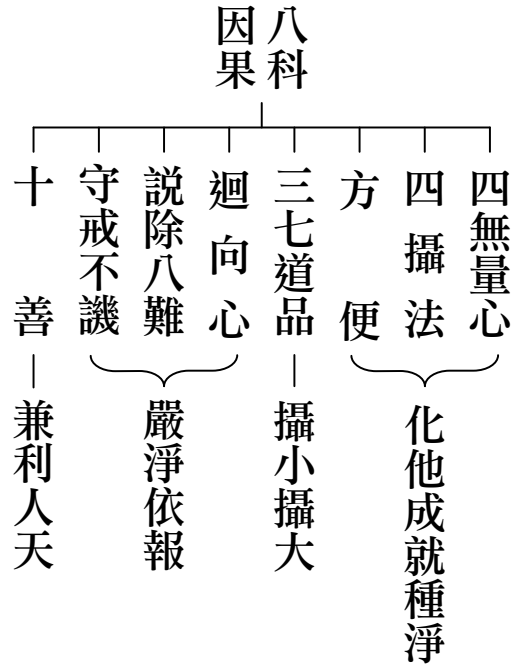 八科
因果
四無量心
四攝法
方便
三七道品
迴向心
説除八難
守戒不譏
十善
化他成就種淨
攝小攝大
嚴淨依報
兼利人天